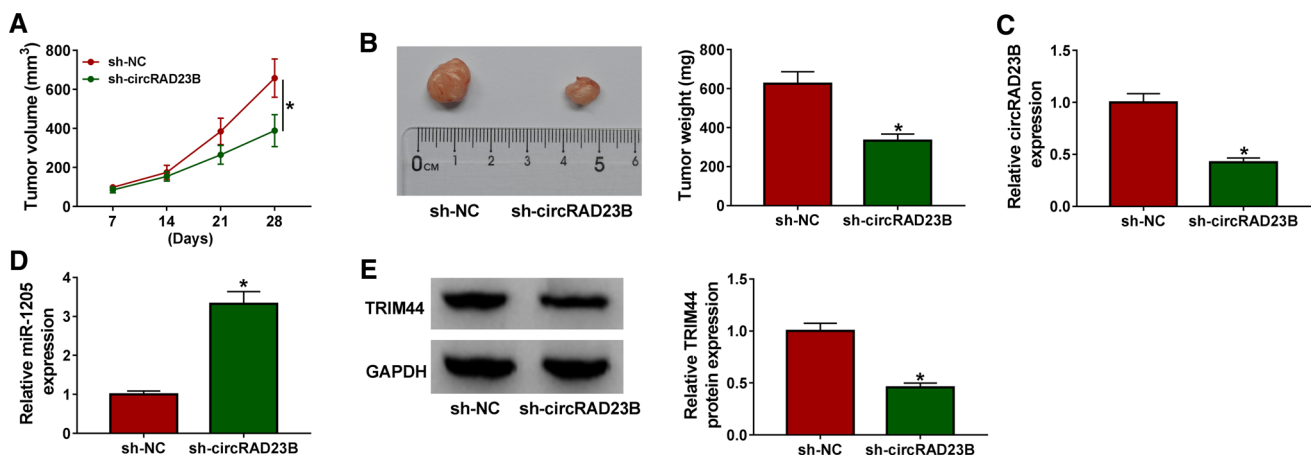 A
Tumor volume (mm3)
800
600
400
200
0
sh-NC
sh-circRAD23B
*
7 14 21 28
(Days)
B
0CM 1 2 3 4 5 6
sh-NC sh-circRAD23B
Tumor weight (mg)
800
600
400
600
0
*
sh-NC sh-circRAD23B
C
Relative circRAD23B
expression
1.5
1.0
0.5
0.0
*
sh-NC sh-circRAD23B
D
Relative miR-1205
expression
4
3
2
1
0
*
sh-NC sh-circRAD23B
E
TRIM44
GAPDH
sh-NC sh-circRAD23B
Relative TRIM44
protein expression
1.5
1.0
0.5
0.0
*
sh-NC sh-circRAD23B